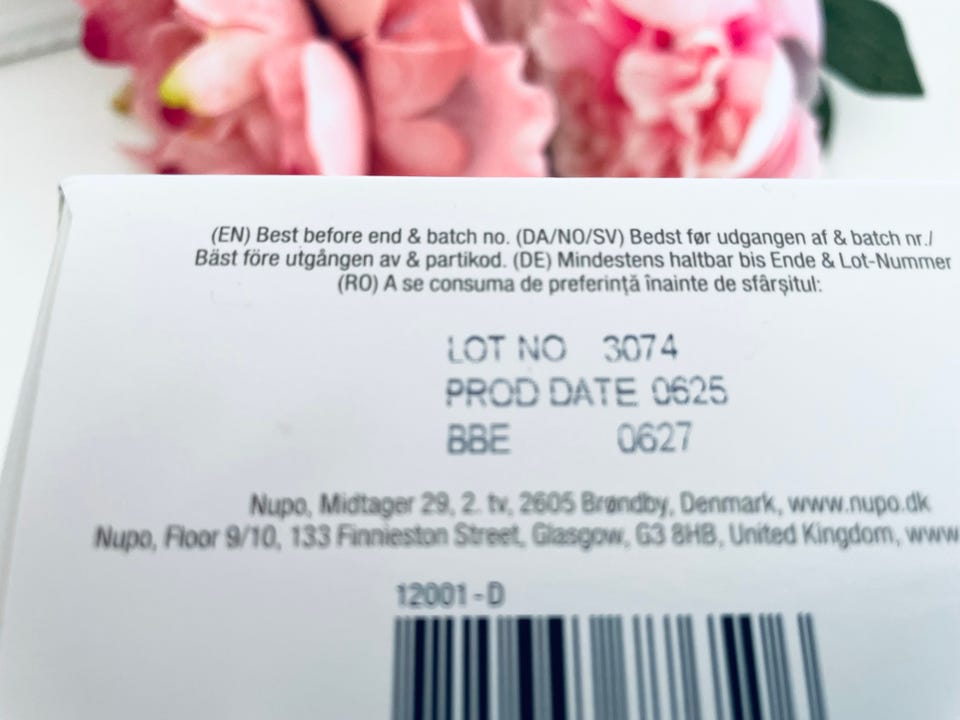 (EN) Best before end & batch no. (DA/NO/SV) Bedst før udgangen af & batch nr./
Bäst före utgången av & partikod. (DE) Mindestens haltbar bis Ende & Lot-Nummer
(RO) A se consuma de preferință înainte de sfârșitul:
LOT NO 3074
PROD DATE 0625
BBE 0627
Nupo, Midtager 29, 2. tv, 2605 Brøndby, Denmark, www.nupo.dk
Nupo, Floor 9/10, 133 Finnieston Street, Glasgow, G3 8HB, United Kingdom, www
12001-D